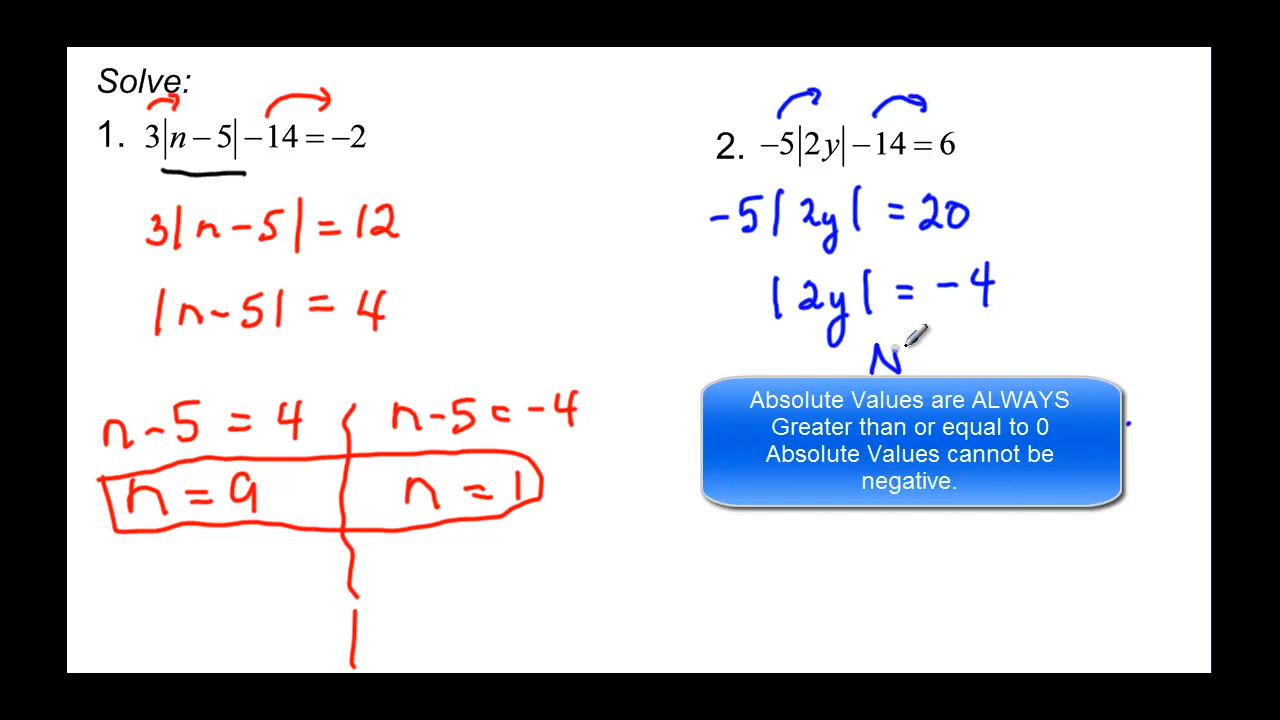 Solve:
1. 3|n − 5| − 14 = −2
3|n − 5| = 12
|n − 5| = 4
n − 5 = 4
n − 5 = −4
n = 9
n = 1
2. −5|2y| − 14 = 6
−5|2y| = 20
|2y| = −4
N
Absolute Values are ALWAYS
Greater than or equal to 0
Absolute Values cannot be
negative.